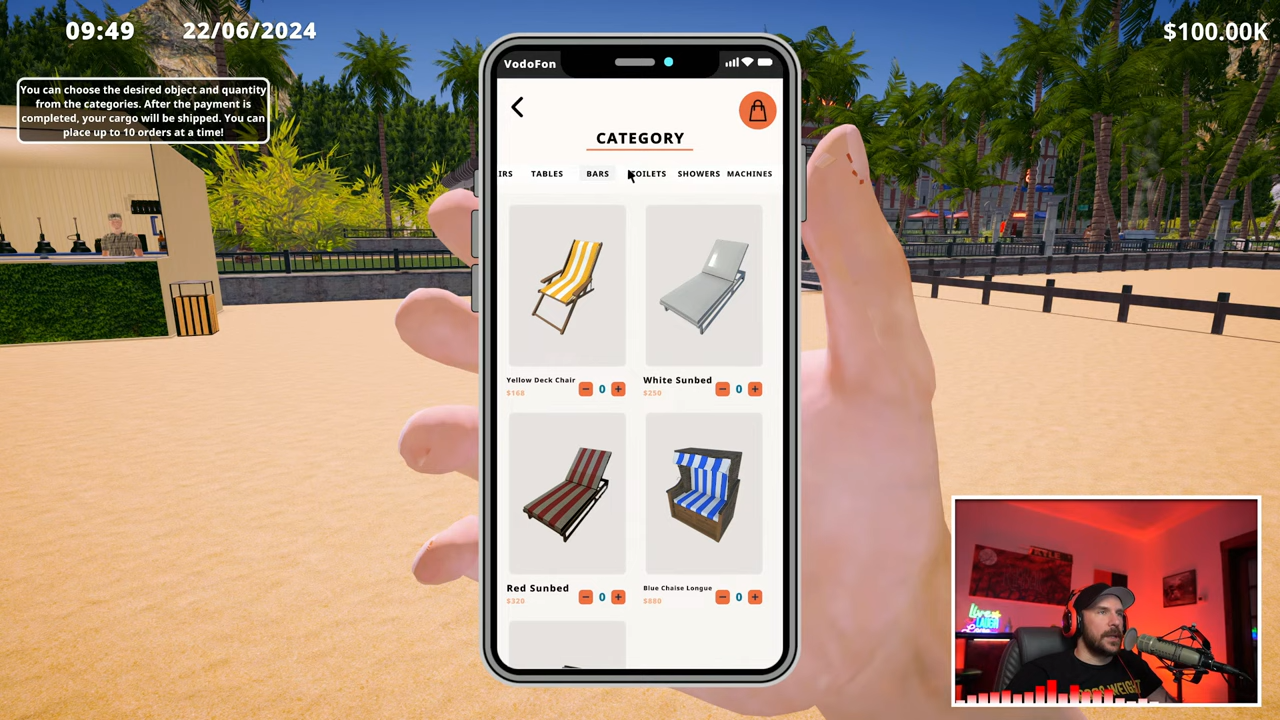 09:49
22/06/2024
$100.00K
You can choose the desired object and quantity
from the categories. After the payment is
completed, your cargo will be shipped. You can
place up to 10 orders at a time!
VodoFon
CATEGORY
IRS TABLES BARS TOILETS SHOWERS MACHINES
Yellow Deck Chair
$168
0
White Sunbed
$250
0
Red Sunbed
$320
0
Blue Chaise Longue
$880
0